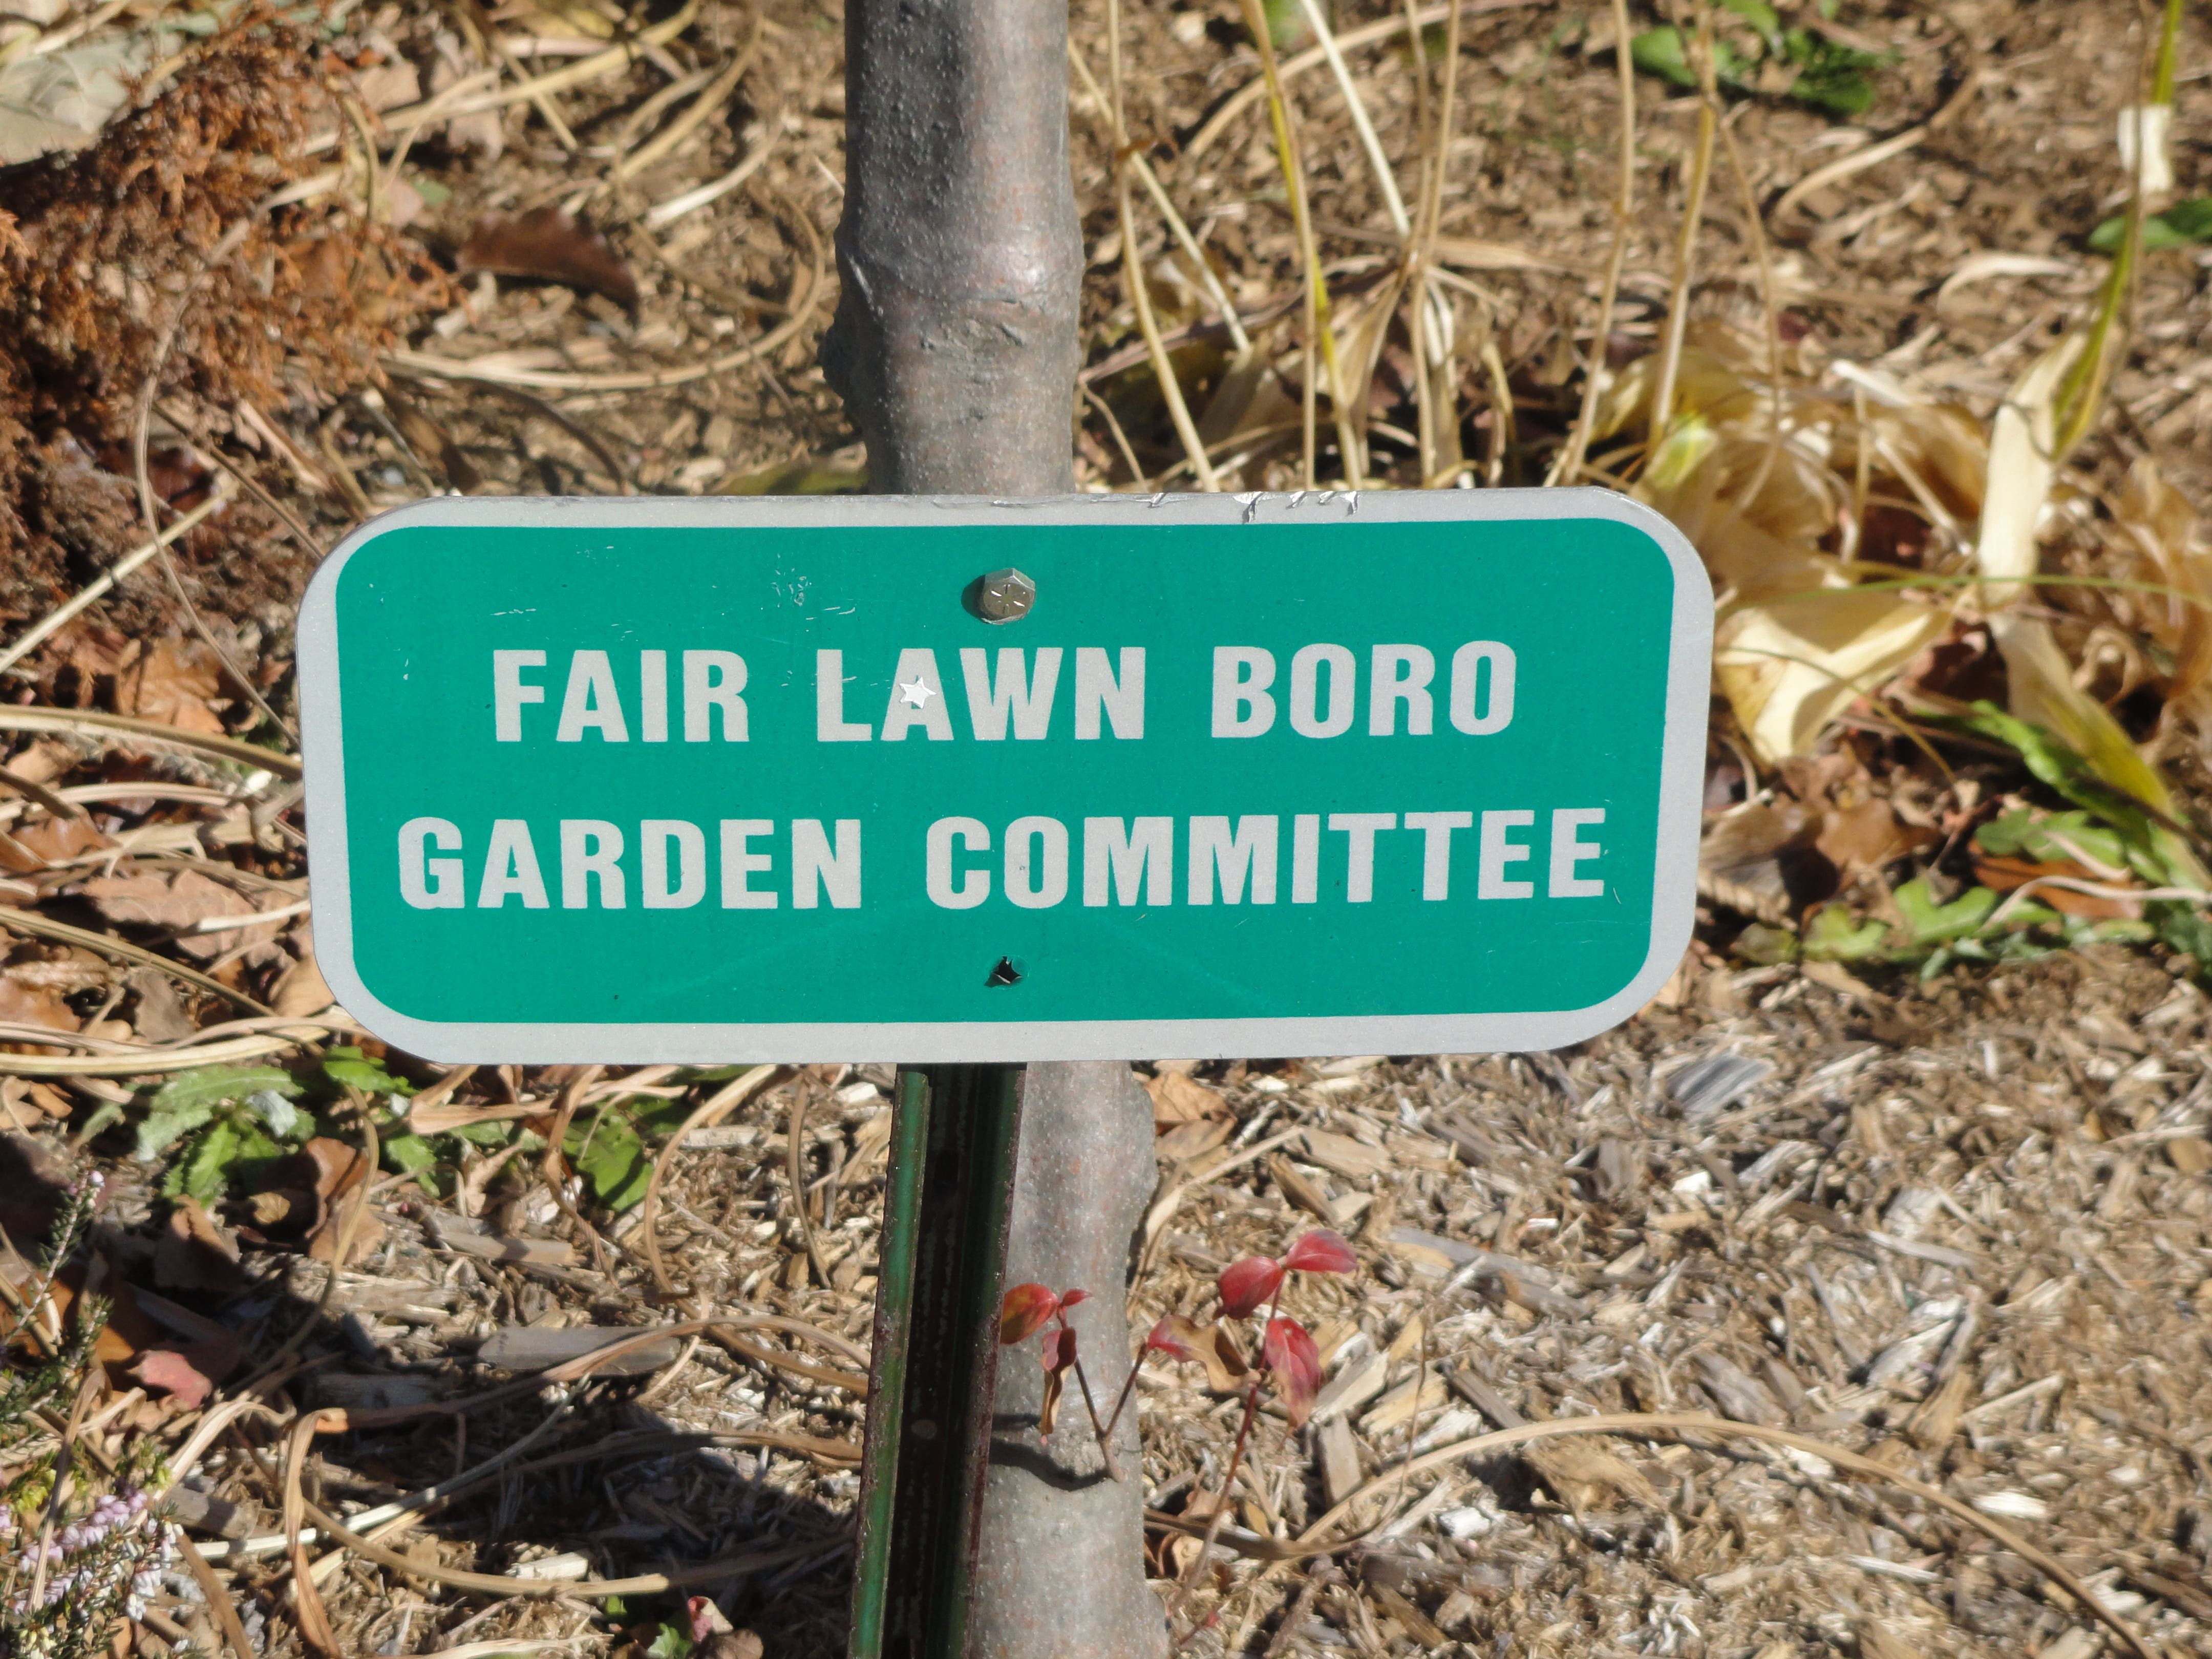 FAIR LAWN BORO
GARDEN COMMITTEE